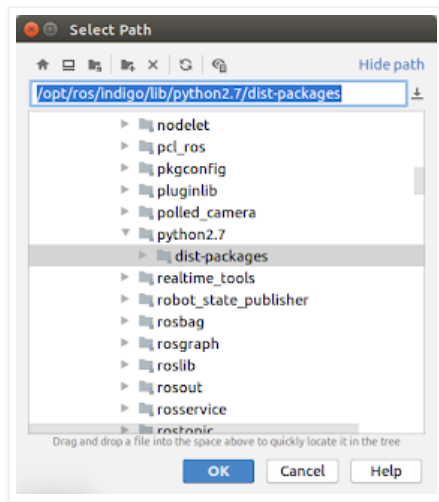 Select Path
Hide path
/opt/ros/indigo/lib/python2.7/dist-packages
nodelet
pcl_ros
pkgconfig
pluginlib
polled_camera
python2.7
dist-packages
realtime_tools
robot_state_publisher
rosbag
rosgraph
roslib
rosout
rosservice
rostopic
Drag and drop a file into the space above to quickly locate it in the tree
OK Cancel Help